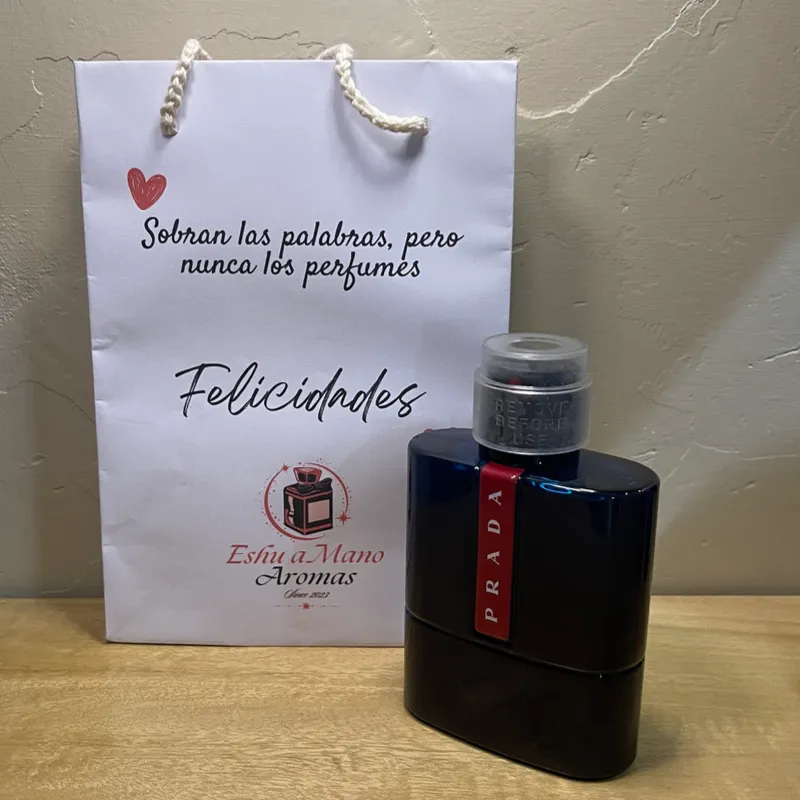 Sobran las palabras, pero
nunca los perfumes
Felicidades
Eshu a Mano
Aromas
Since 2023
REMOVE
BEFORE
USE
PRADA